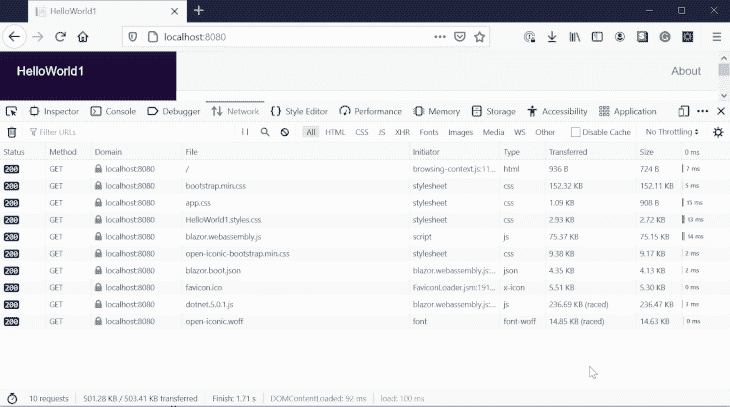 HelloWorld1
localhost:8080
HelloWorld1
About
Inspector Console Debugger Network Style Editor Performance Memory Storage Accessibility Application
Filter URLs All HTML CSS JS XHR Fonts Images Media WS Other Disable Cache No Throttling
Status Method Domain File Initiator Type Transferred Size 0 ms
200 GET localhost:8080 / browsing-context.js:11... html 936 B 724 B 7 ms
200 GET localhost:8080 bootstrap.min.css stylesheet css 152.32 KB 152.11 KB 5 ms
200 GET localhost:8080 app.css stylesheet css 1.09 KB 908 B 15 ms
200 GET localhost:8080 HelloWorld1.styles.css stylesheet css 2.93 KB 2.72 KB 13 ms
200 GET localhost:8080 blazor.webassembly.js script js 75.37 KB 75.15 KB 14 ms
200 GET localhost:8080 open-iconic-bootstrap.min.css stylesheet css 9.38 KB 9.17 KB 2 ms
200 GET localhost:8080 blazor.boot.json blazor.webassembly.js:... json 4.35 KB 4.13 KB 2 ms
200 GET localhost:8080 favicon.ico FaviconLoader.jsm:191... x-icon 5.51 KB 5.30 KB 0 ms
200 GET localhost:8080 dotnet.5.0.1.js blazor.webassembly.js:... js 236.69 KB (raced) 236.47 KB 3 ms
200 GET localhost:8080 open-iconic.woff font font-woff 14.85 KB (raced) 14.63 KB 0 ms
10 requests 501.28 KB / 503.41 KB transferred Finish: 1.71 s DOMContentLoaded: 92 ms load: 100 ms